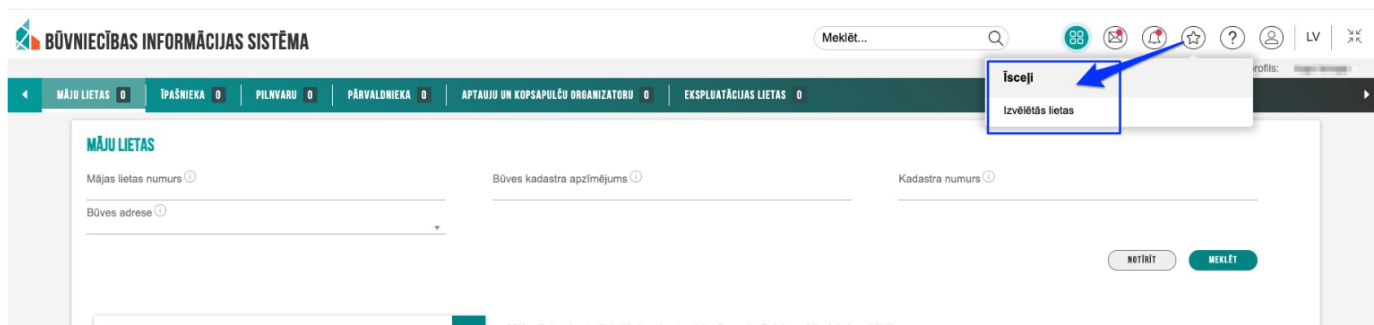 BŪVNIECĪBAS INFORMĀCIJAS SISTĒMA
Meklēt...
LV
Īsceļi
Izvēlētās lietas
rofils:
MĀJU LIETAS 0 ĪPAŠNIEKA 0 PILNVARU 0 PĀRVALDNIEKA 0 APTAUJU UN KOPSAPULČU ORGANIZATORU 0 EKSPLUATĀCIJAS LIETAS 0
MĀJU LIETAS
Mājas lietas numurs Būves kadastra apzīmējums Kadastra numurs
Būves adrese
NOTĪRĪT MEKLĒT